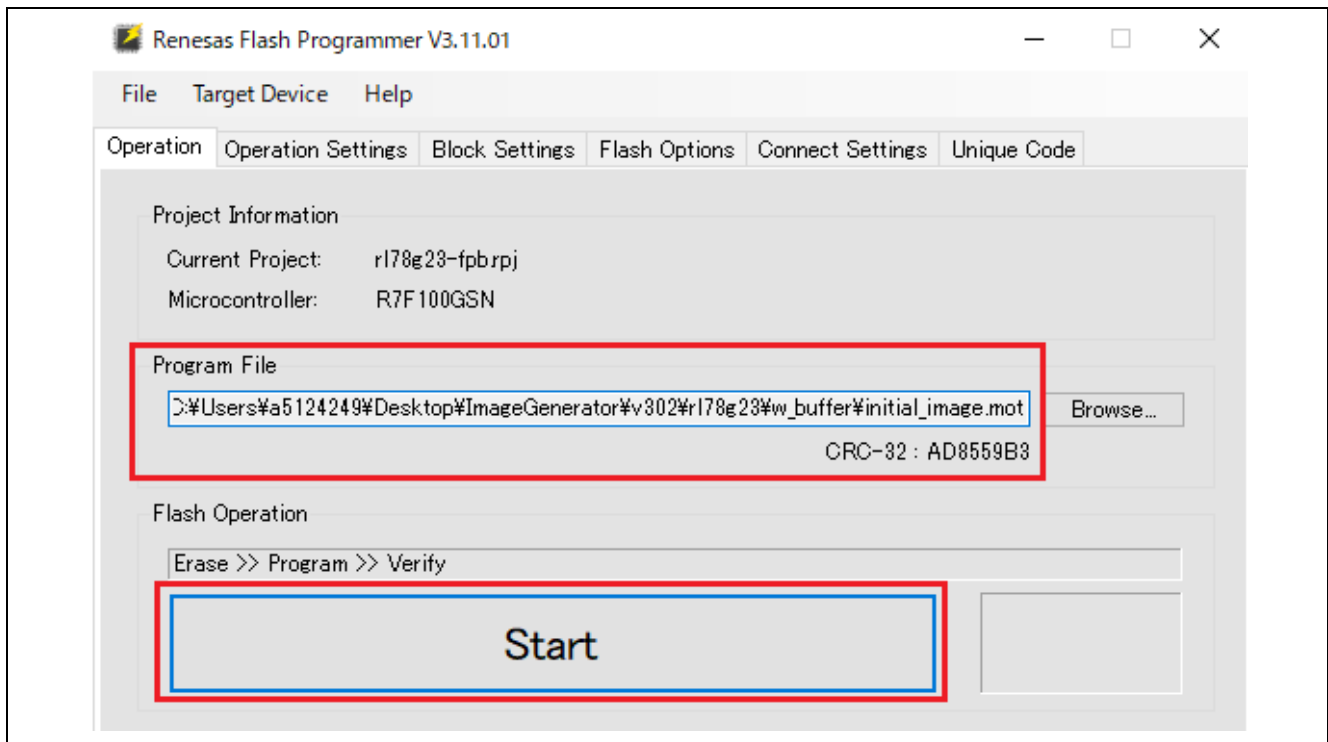 Renesas Flash Programmer V3.11.01
File Target Device Help
Operation Operation Settings Block Settings Flash Options Connect Settings Unique Code
Project Information
Current Project: rl78g23-fpb.rpj
Microcontroller: R7F100GSN
Program File
C:¥Users¥a5124249¥Desktop¥ImageGenerator¥v302¥rl78g23¥w_buffer¥initial_image.mot Browse...
CRC-32 : AD8559B3
Flash Operation
Erase >> Program >> Verify
Start